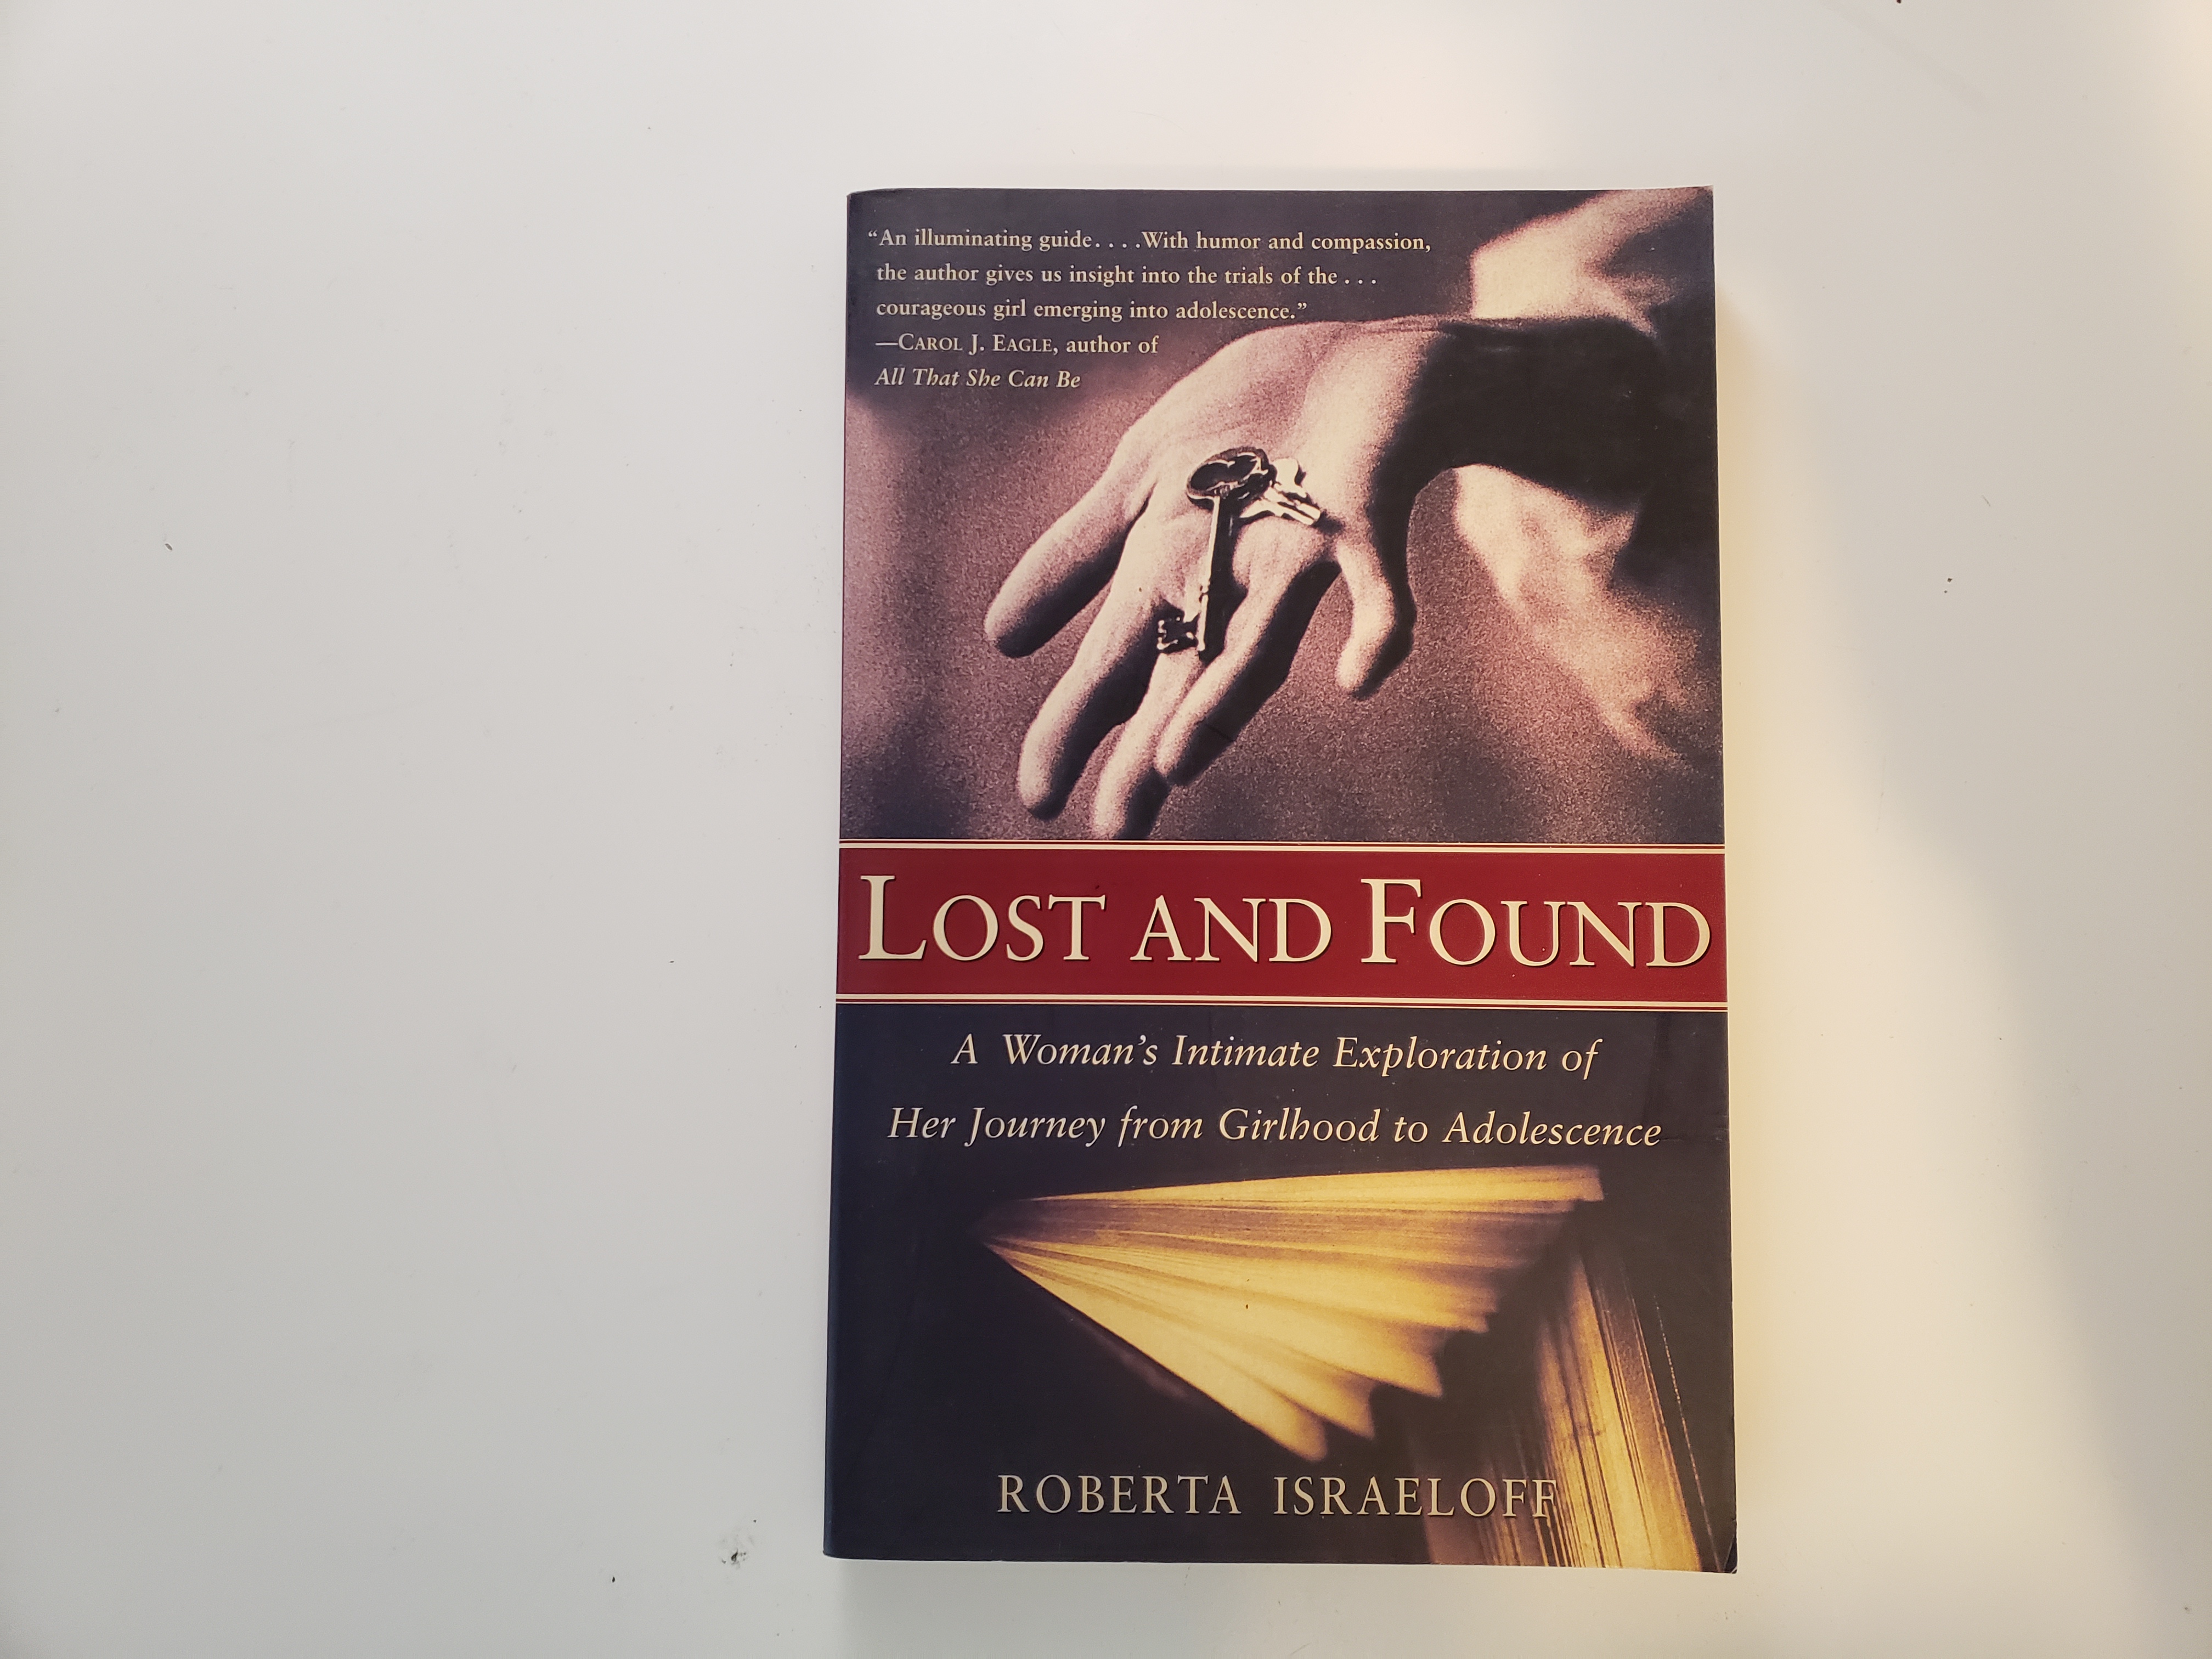 “An illuminating guide. . . .With humor and compassion,
the author gives us insight into the trials of the . . .
courageous girl emerging into adolescence.”
—CAROL J. EAGLE, author of
All That She Can Be
LOST AND FOUND
A Woman’s Intimate Exploration of
Her Journey from Girlhood to Adolescence
ROBERTA ISRAELOFF